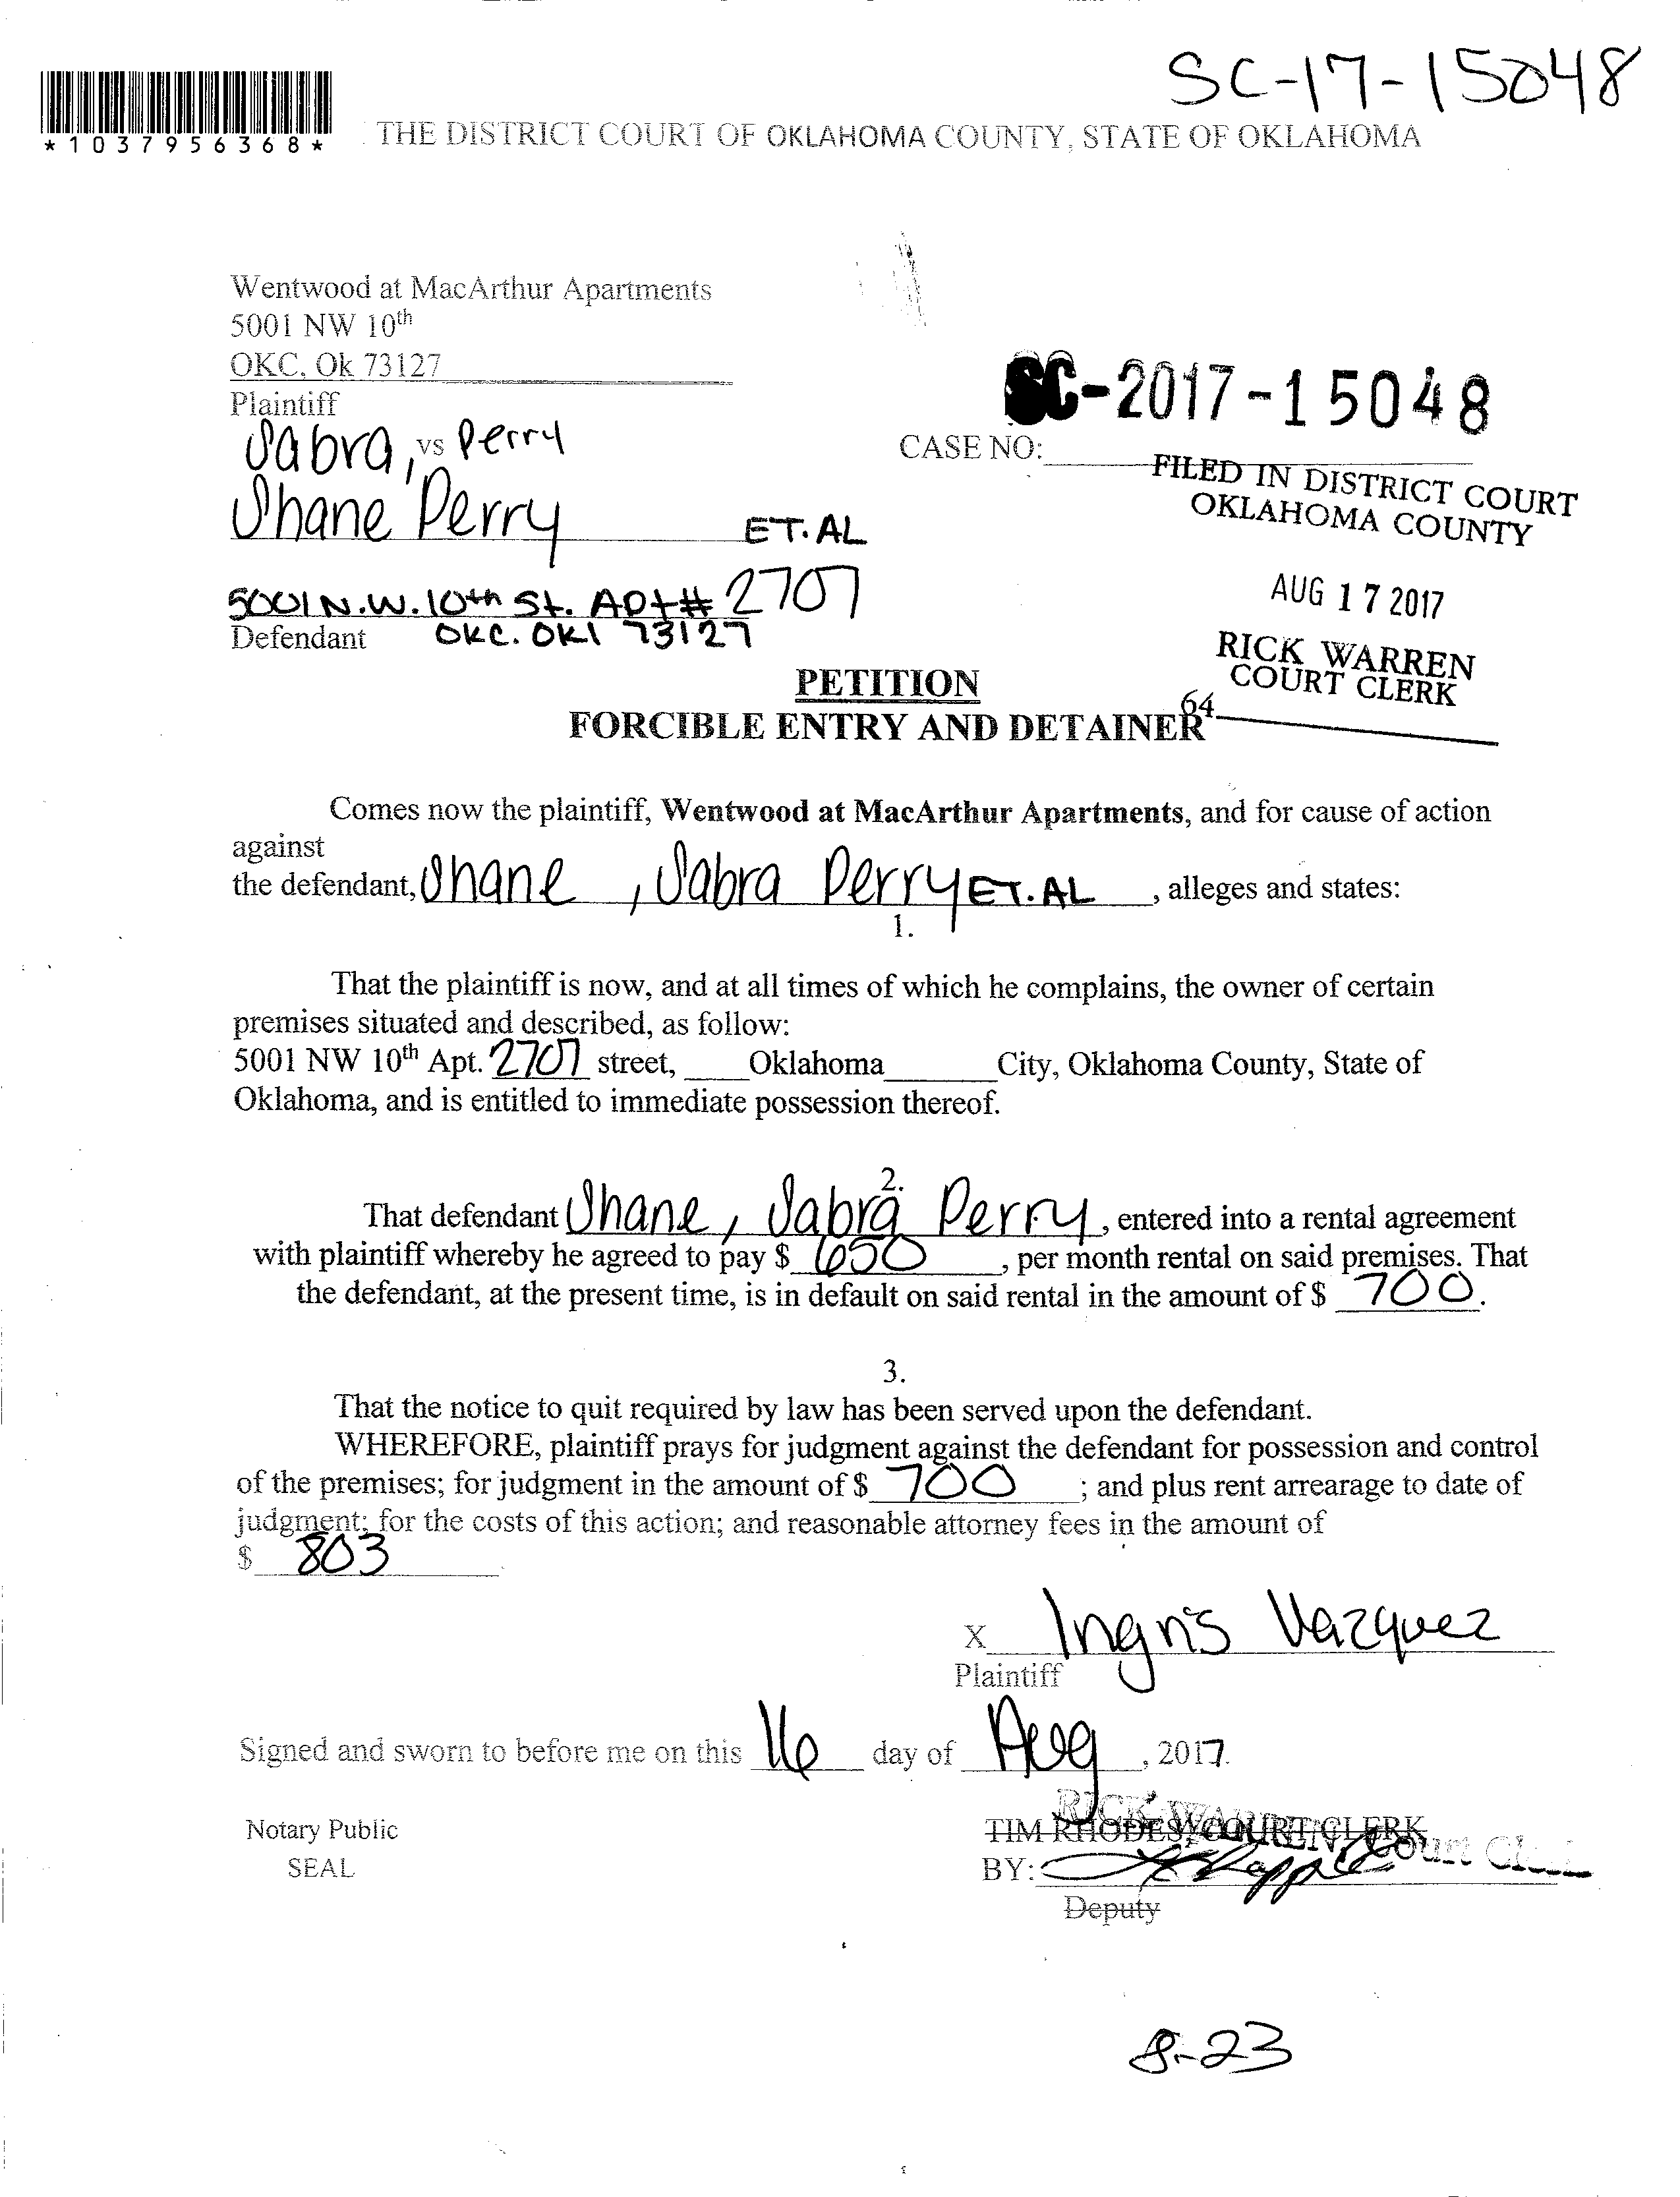 SC-17-15048
*1037956368*
THE DISTRICT COURT OF OKLAHOMA COUNTY, STATE OF OKLAHOMA
Wentwood at MacArthur Apartments
5001 NW 10th
OKC, Ok 73127
Plaintiff
Sabra, vs Perry
Shane Perry ET.AL
5001 N.W. 10th St. Apt# 2707
Defendant OKC. OKl 73127
SC-2017-15048
CASE NO:
FILED IN DISTRICT COURT
OKLAHOMA COUNTY
AUG 17 2017
RICK WARREN
COURT CLERK
64
PETITION
FORCIBLE ENTRY AND DETAINER
Comes now the plaintiff, Wentwood at MacArthur Apartments, and for cause of action
against
the defendant, Shane , Sabra Perry ET.AL , alleges and states:
1.
That the plaintiff is now, and at all times of which he complains, the owner of certain
premises situated and described, as follow:
5001 NW 10th Apt. 2707 street, Oklahoma City, Oklahoma County, State of
Oklahoma, and is entitled to immediate possession thereof.
2.
That defendant Shane, Sabra Perry, entered into a rental agreement
with plaintiff whereby he agreed to pay $ 650 , per month rental on said premises. That
the defendant, at the present time, is in default on said rental in the amount of $ 700.
3.
That the notice to quit required by law has been served upon the defendant.
WHEREFORE, plaintiff prays for judgment against the defendant for possession and control
of the premises; for judgment in the amount of $ 700 ; and plus rent arrearage to date of
judgment; for the costs of this action; and reasonable attorney fees in the amount of
$ 803
X Ingris Vazquez
Plaintiff
Signed and sworn to before me on this 16 day of Aug , 2017.
Notary Public
SEAL
RICK WARREN, Court Clerk
TIM RHODES, COURT CLERK
BY:
Deputy
8-23